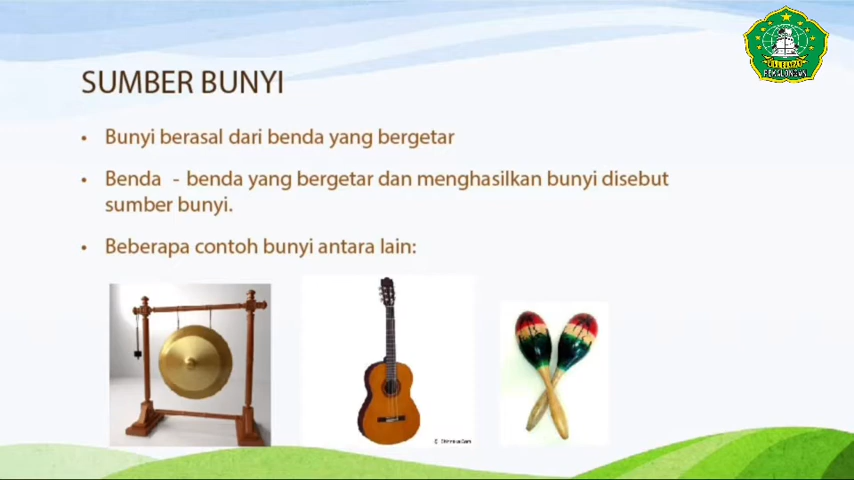 SUMBER BUNYI
• Bunyi berasal dari benda yang bergetar
• Benda - benda yang bergetar dan menghasilkan bunyi disebut
sumber bunyi.
• Beberapa contoh bunyi antara lain:
PEKALONGAN